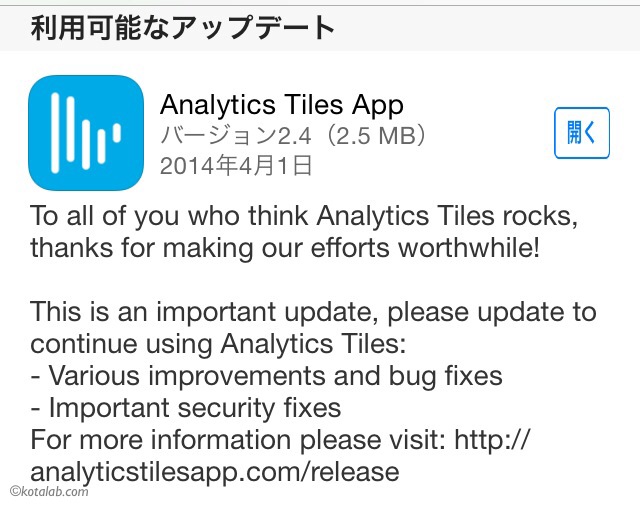 利用可能なアップデート
Analytics Tiles App
バージョン2.4（2.5 MB）
2014年4月1日
開く
To all of you who think Analytics Tiles rocks,
thanks for making our efforts worthwhile!
This is an important update, please update to
continue using Analytics Tiles:
- Various improvements and bug fixes
- Important security fixes
For more information please visit: http://
analyticstilesapp.com/release
©kotalab.com